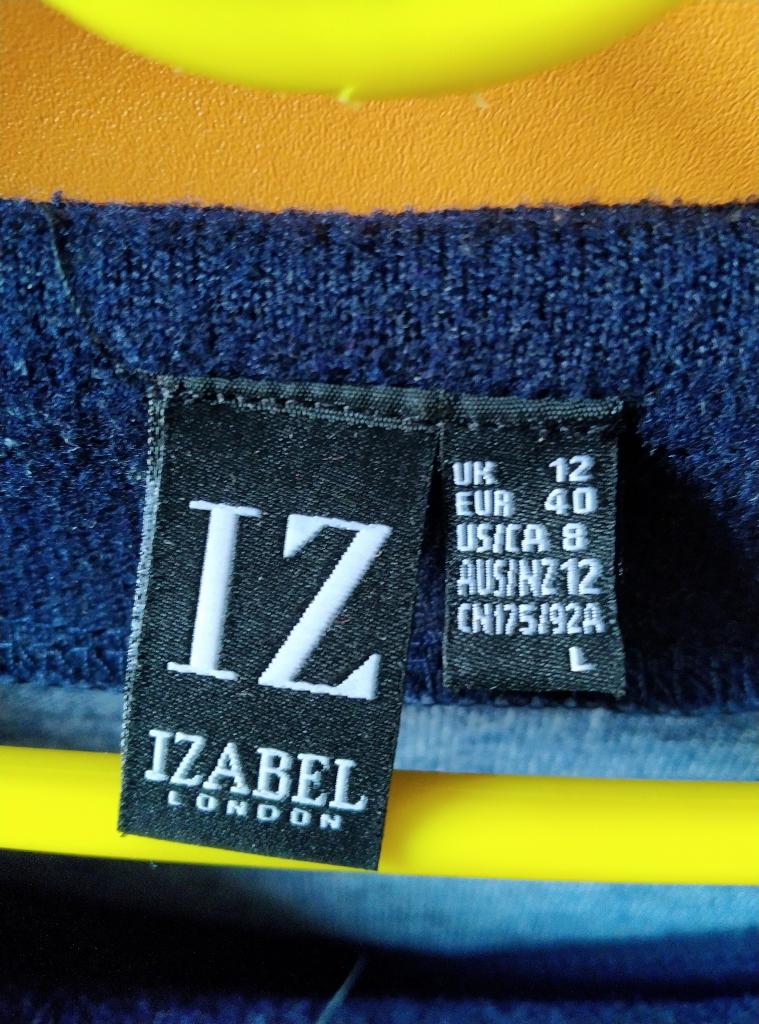 IZ
IZABEL
LONDON
UK 12
EUR 40
US/CA 8
AUS/NZ 12
CN175/92A
L